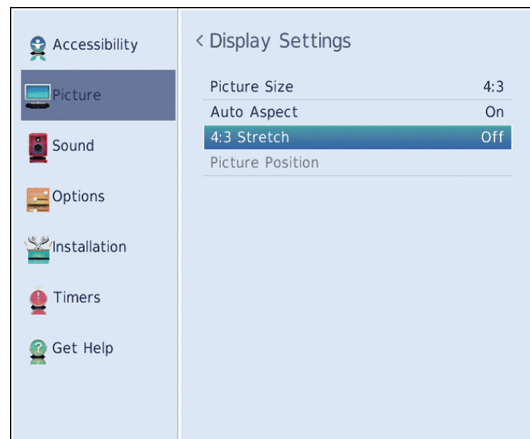 Accessibility
Picture
Sound
Options
Installation
Timers
Get Help
< Display Settings
Picture Size 4:3
Auto Aspect On
4:3 Stretch Off
Picture Position